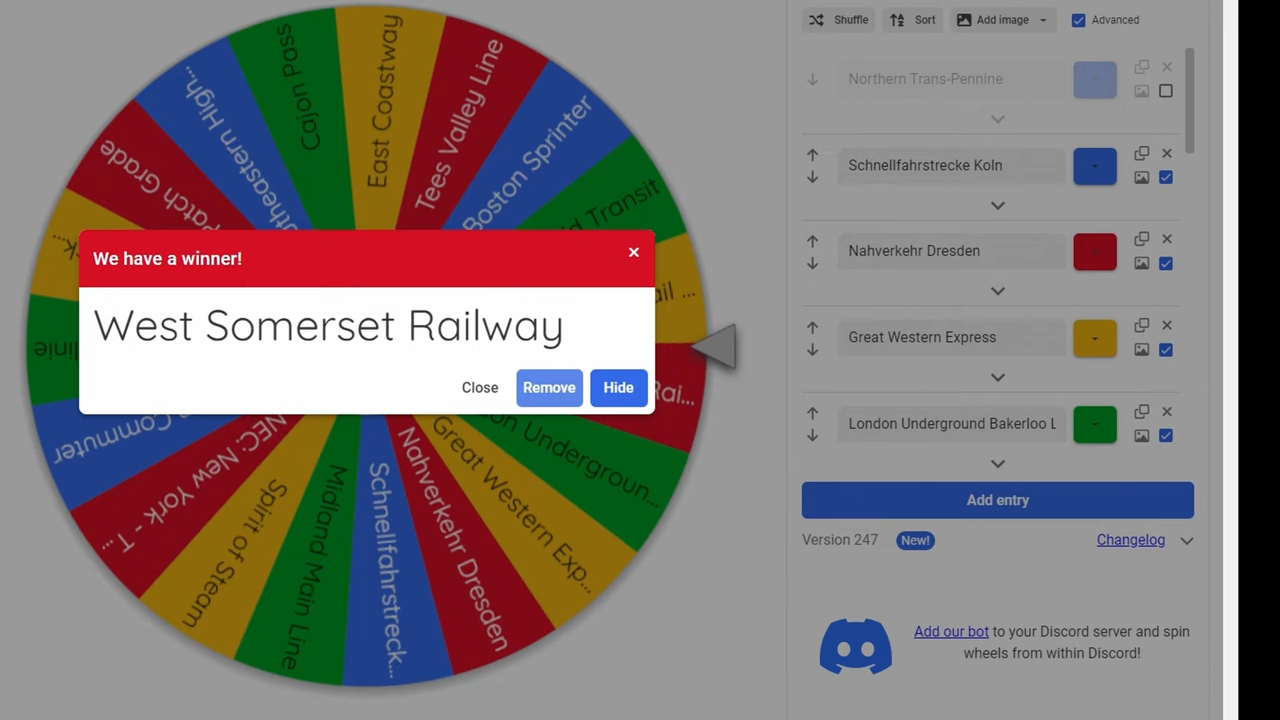 Shuffle
Sort
Add image
Advanced
Northern Trans-Pennine
Schnellfahrstrecke Koln
Nahverkehr Dresden
Great Western Express
London Underground Bakerloo L
Add entry
Version 247
New!
Changelog
Add our bot to your Discord server and spin
wheels from within Discord!
We have a winner!
×
West Somerset Railway
Close
Remove
Hide
Cajon Pass
East Coastway
Tees Valley Line
Boston Sprinter
Transit
Great Western Exp...
Nahverkehr Dresden
Schnellfahrstreck...
Midland Main Line
Spirit of Steam
NEC: New York - T...
Commuter
Patch Grade